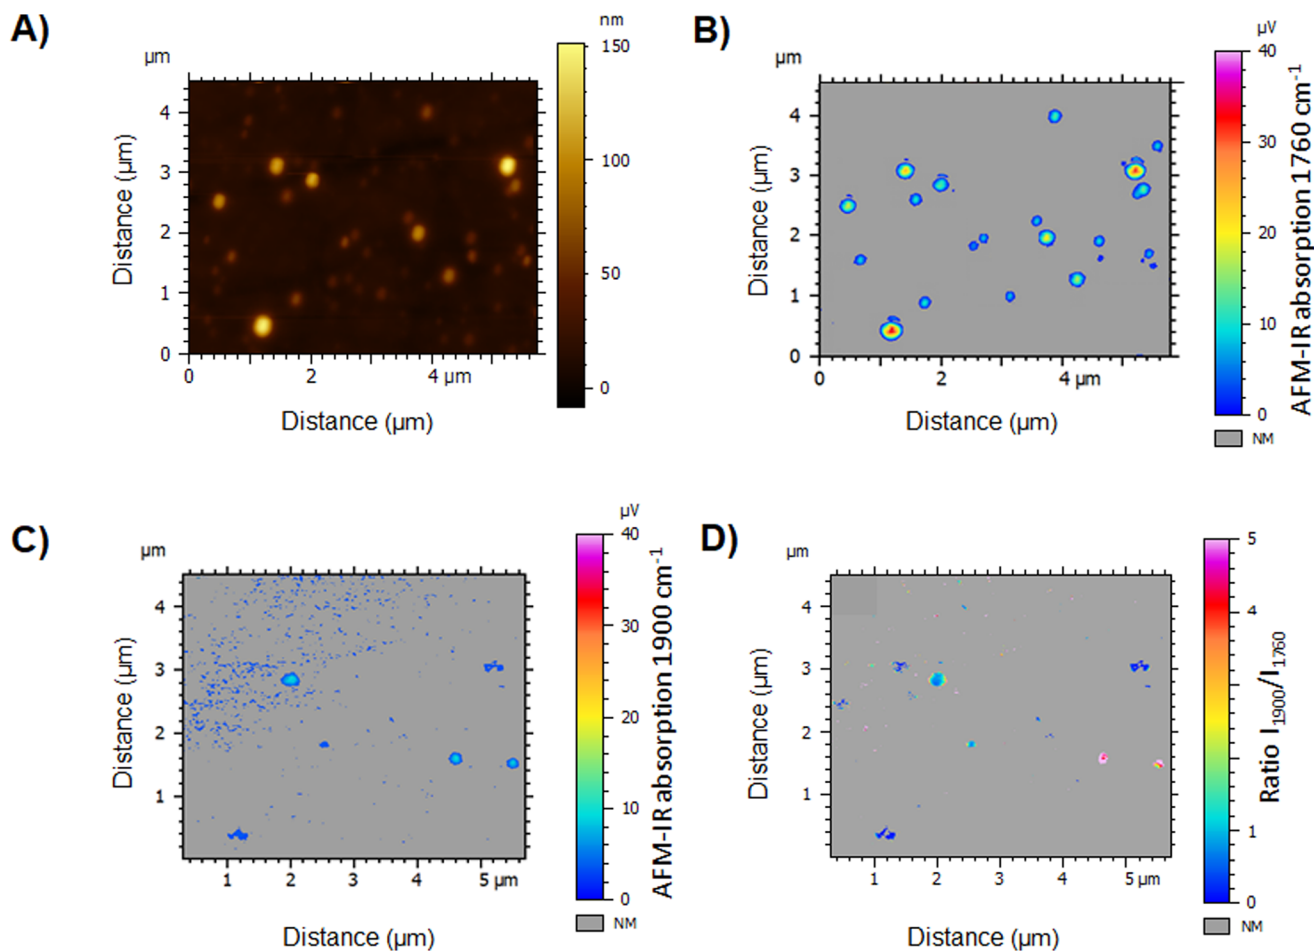 A)
nm
150
100
50
0
µm
4
3
2
1
0
Distance (µm)
0 2 4 µm
Distance (µm)
B)
µV
40
30
20
10
0
NM
AFM-IR absorption 1760 cm-1
µm
4
3
2
1
0
Distance (µm)
0 2 4 µm
Distance (µm)
C)
µV
40
30
20
10
0
NM
AFM-IR absorption 1900 cm-1
µm
4
3
2
1
Distance (µm)
1 2 3 4 5 µm
Distance (µm)
D)
5
4
1
0
NM
Ratio I1900/I1760
µm
4
3
2
1
Distance (µm)
1 2 3 4 5 µm
Distance (µm)